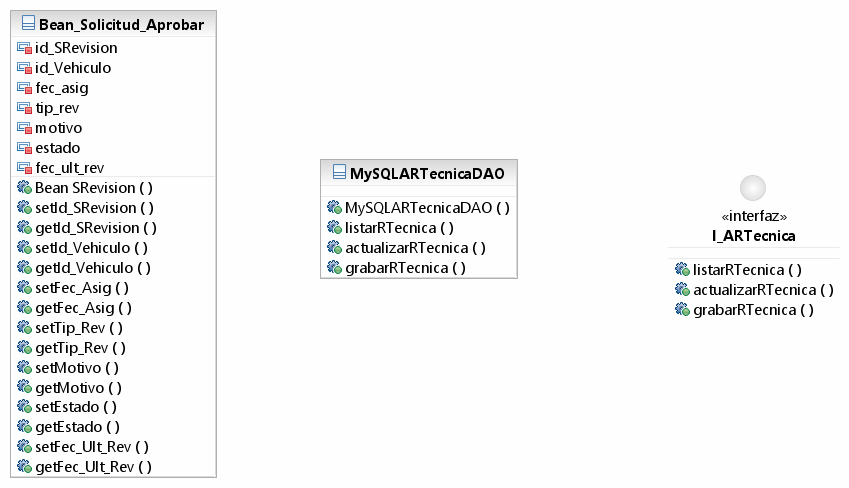 Bean_Solicitud_Aprobar
id_SRevision
id_Vehiculo
fec_asig
tip_rev
motivo
estado
fec_ult_rev
Bean SRevision ( )
setId_SRevision ( )
getId_SRevision ( )
setId_Vehiculo ( )
getId_Vehiculo ( )
setFec_Asig ( )
getFec_Asig ( )
setTip_Rev ( )
getTip_Rev ( )
setMotivo ( )
getMotivo ( )
setEstado ( )
getEstado ( )
setFec_Ult_Rev ( )
getFec_Ult_Rev ( )
MySQLARTecnicaDAO
MySQLARTecnicaDAO ( )
listarRTecnica ( )
actualizarRTecnica ( )
grabarRTecnica ( )
«interfaz»
I_ARTecnica
listarRTecnica ( )
actualizarRTecnica ( )
grabarRTecnica ( )